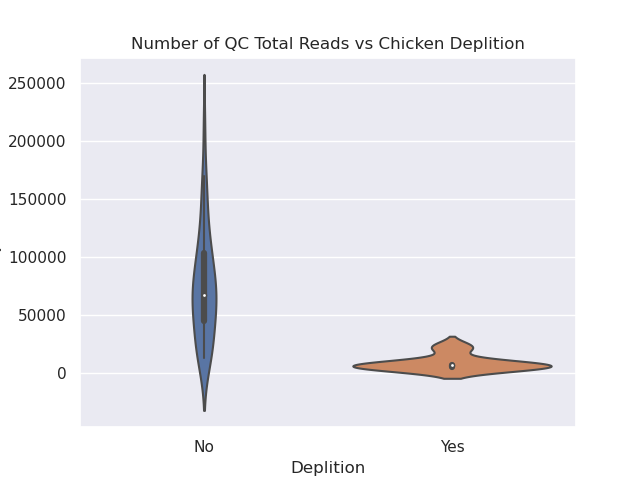 Number of QC Total Reads vs Chicken Deplition
250000
200000
150000
100000
50000
0
No
Yes
Deplition